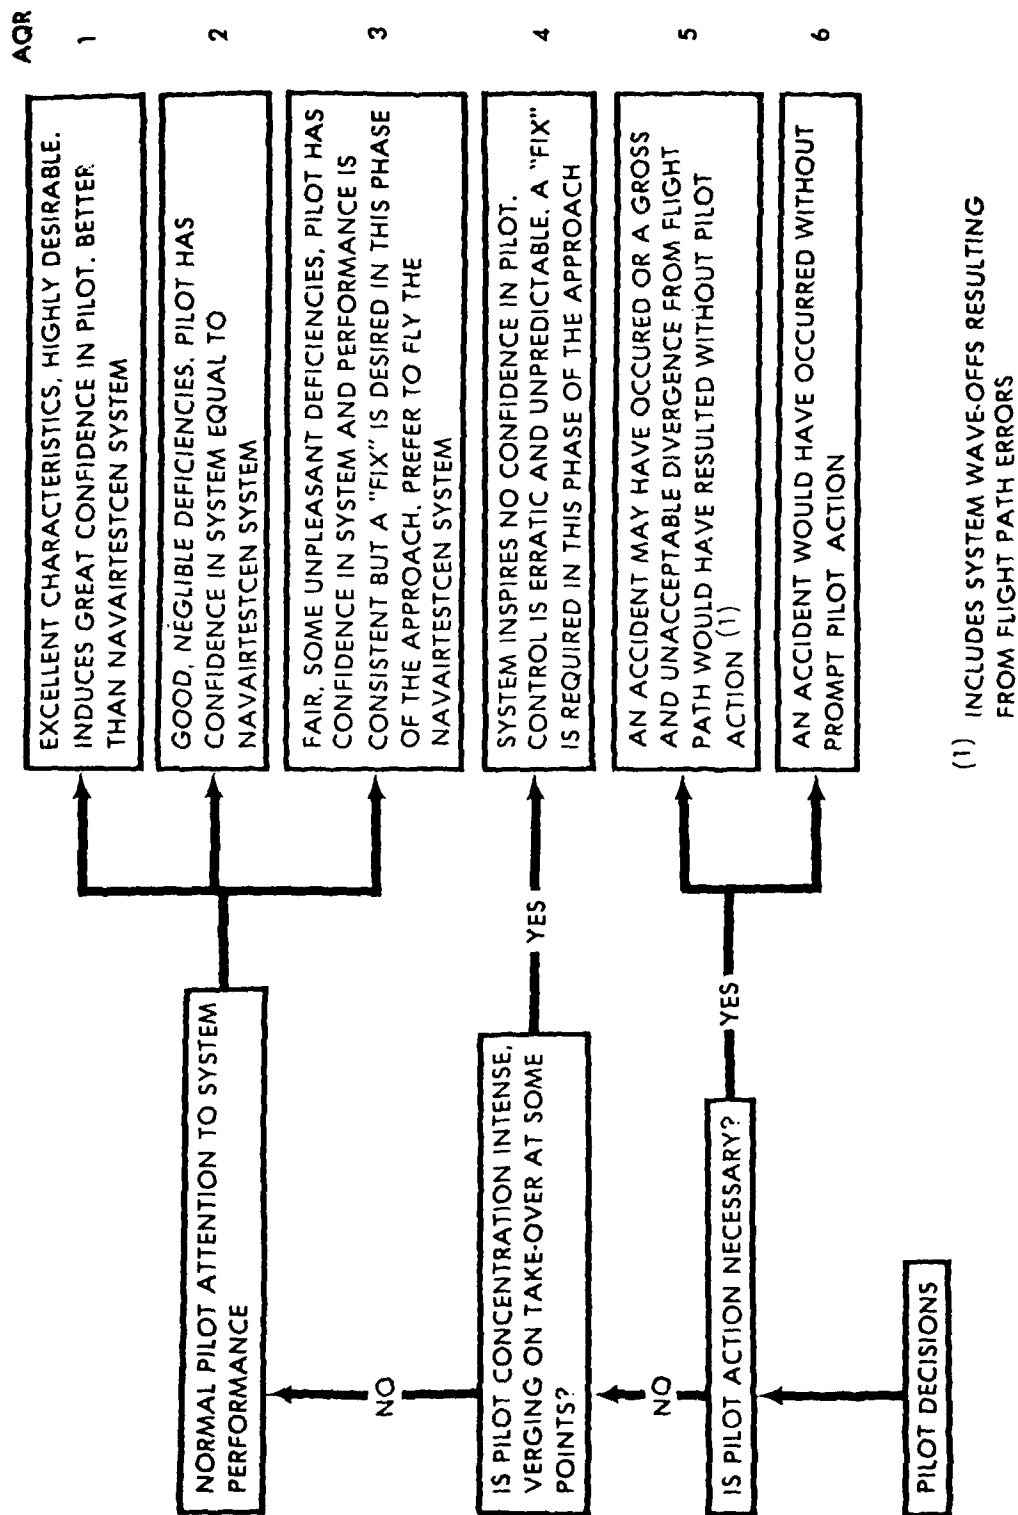 AQR
NORMAL PILOT ATTENTION TO SYSTEM
PERFORMANCE
EXCELLENT CHARACTERISTICS, HIGHLY DESIRABLE.
INDUCES GREAT CONFIDENCE IN PILOT. BETTER
THAN NAVAIRTESTCEN SYSTEM
1
GOOD, NEGLIBLE DEFICIENCIES. PILOT HAS
CONFIDENCE IN SYSTEM EQUAL TO
NAVAIRTESTCEN SYSTEM
2
FAIR. SOME UNPLEASANT DEFICIENCIES, PILOT HAS
CONFIDENCE IN SYSTEM AND PERFORMANCE IS
CONSISTENT BUT A "FIX" IS DESIRED IN THIS PHASE
OF THE APPROACH. PREFER TO FLY THE
NAVAIRTESTCEN SYSTEM
3
NO
IS PILOT CONCENTRATION INTENSE,
VERGING ON TAKE-OVER AT SOME
POINTS?
YES
SYSTEM INSPIRES NO CONFIDENCE IN PILOT.
CONTROL IS ERRATIC AND UNPREDICTABLE. A "FIX"
IS REQUIRED IN THIS PHASE OF THE APPROACH
4
NO
IS PILOT ACTION NECESSARY?
YES
AN ACCIDENT MAY HAVE OCCURED OR A GROSS
AND UNACCEPTABLE DIVERGENCE FROM FLIGHT
PATH WOULD HAVE RESULTED WITHOUT PILOT
ACTION (1)
5
AN ACCIDENT WOULD HAVE OCCURRED WITHOUT
PROMPT PILOT ACTION
6
PILOT DECISIONS
(1) INCLUDES SYSTEM WAVE-OFFS RESULTING
FROM FLIGHT PATH ERRORS